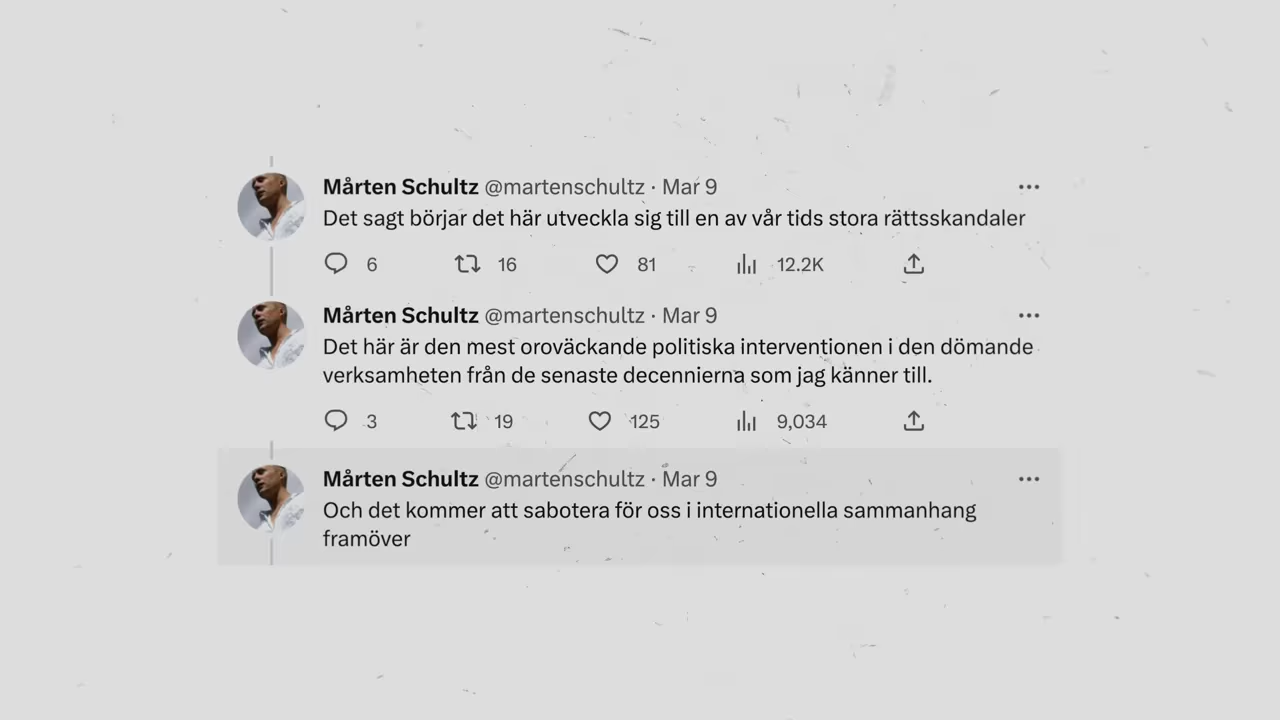 Mårten Schultz @martenschultz · Mar 9
Det sagt börjar det här utveckla sig till en av vår tids stora rättsskandaler
6 16 81 12.2K
Mårten Schultz @martenschultz · Mar 9
Det här är den mest oroväckande politiska interventionen i den dömande
verksamheten från de senaste decennierna som jag känner till.
3 19 125 9,034
Mårten Schultz @martenschultz · Mar 9
Och det kommer att sabotera för oss i internationella sammanhang
framöver